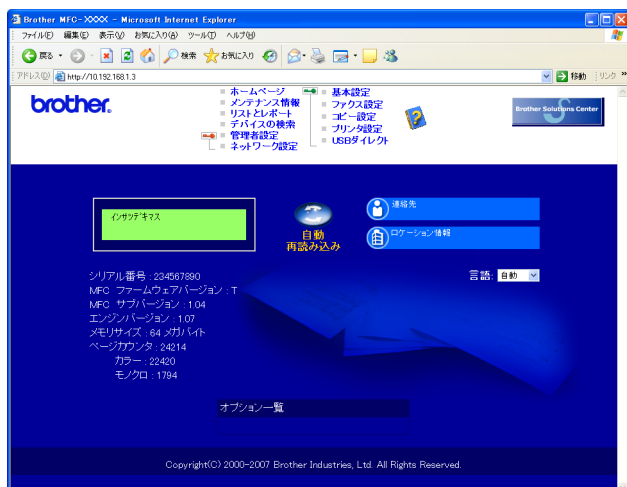 Brother MFC-XXXX - Microsoft Internet Explorer
ファイル(F) 編集(E) 表示(V) お気に入り(A) ツール(T) ヘルプ(H)
戻る 検索 お気に入り
アドレス(D) http://10.192.168.1.3 移動 リンク »
brother.
ホームページ
メンテナンス情報
リストとレポート
デバイスの検索
管理者設定
ネットワーク設定
基本設定
ファクス設定
コピー設定
プリンタ設定
USBダイレクト
Brother Solutions Center
インサツデキマス
自動
再読み込み
連絡先
ロケーション情報
シリアル番号 : 234567890
言語: 自動
MFC ファームウェアバージョン : T
MFC サブバージョン : 1.04
エンジンバージョン : 1.07
メモリサイズ : 64 メガバイト
ページカウンタ : 24214
カラー : 22420
モノクロ : 1794
オプション一覧
Copyright(C) 2000-2007 Brother Industries, Ltd. All Rights Reserved.